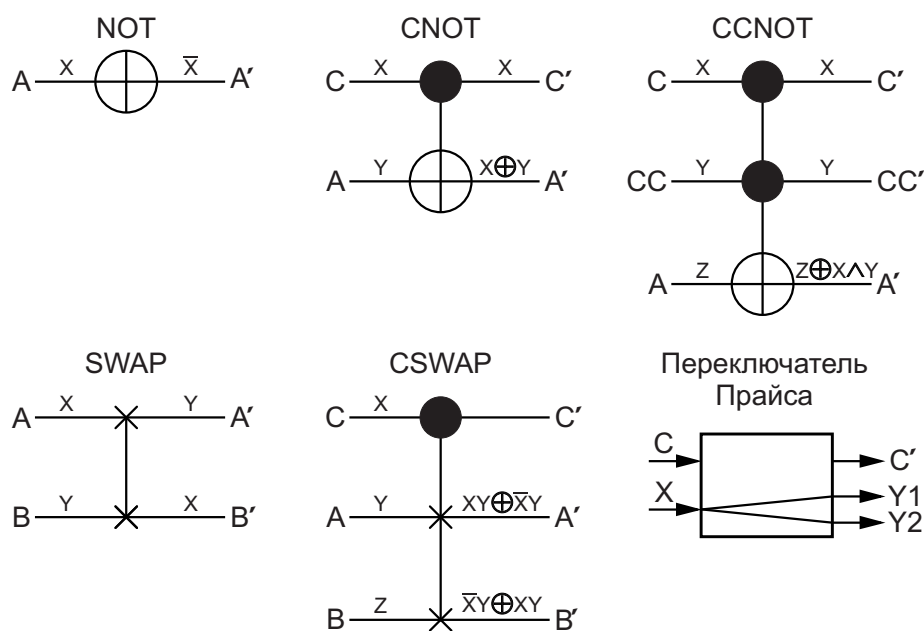 NOT
A X X̅ A′
CNOT
C X X C′
A Y X⊕Y A′
CCNOT
C X X C′
CC Y Y CC′
A Z Z⊕X∧Y A′
SWAP
A X Y A′
B Y X B′
CSWAP
C X C′
A Y XY⊕X̅Y A′
B Z X̅Y⊕XY B′
Переключатель
Прайса
C C′
X Y1
Y2